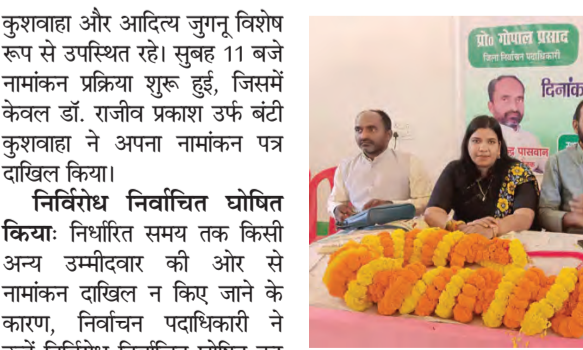 कुशवाहा और आदित्य जुगनू विशेष
रूप से उपस्थित रहे। सुबह 11 बजे
नामांकन प्रक्रिया शुरू हुई, जिसमें
केवल डॉ. राजीव प्रकाश उर्फ बंटी
कुशवाहा ने अपना नामांकन पत्र
दाखिल किया।
निर्विरोध निर्वाचित घोषित
कियाः निर्धारित समय तक किसी
अन्य उम्मीदवार की ओर से
नामांकन दाखिल न किए जाने के
कारण, निर्वाचन पदाधिकारी ने
प्रो० गोपाल प्रसाद
जिला निर्वाचन पदाधिकारी
दिनांक
पासवान